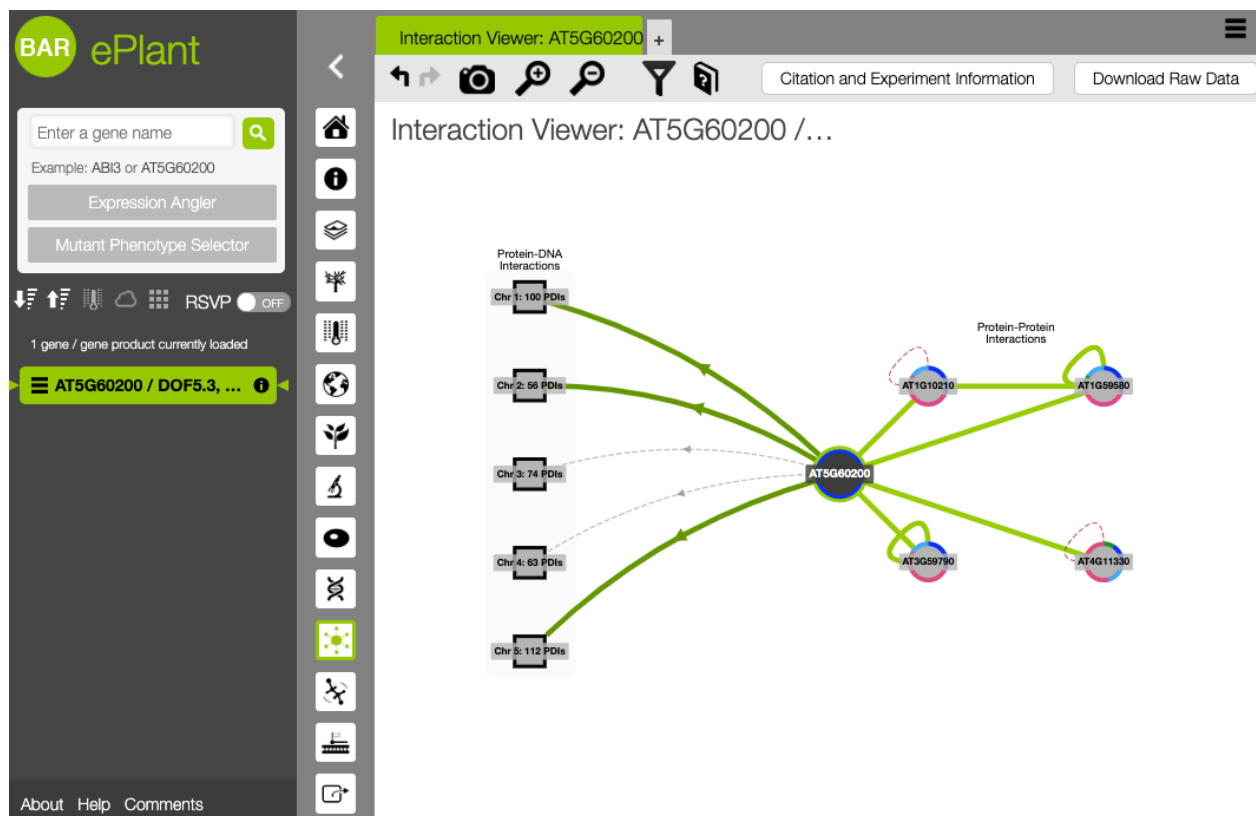 BAR ePlant
Enter a gene name
Example: ABI3 or AT5G60200
Expression Angler
Mutant Phenotype Selector
RSVP OFF
1 gene / gene product currently loaded
AT5G60200 / DOF5.3, ...
About Help Comments
Interaction Viewer: AT5G60200 +
Citation and Experiment Information
Download Raw Data
Interaction Viewer: AT5G60200 /...
Protein-DNA
Interactions
Chr 1: 100 PDIs
Chr 2: 56 PDIs
Chr 3: 74 PDIs
Chr 4: 63 PDIs
Chr 5: 112 PDIs
AT5G60200
Protein-Protein
Interactions
AT1G10210
AT1G59580
AT3G59790
AT4G11330